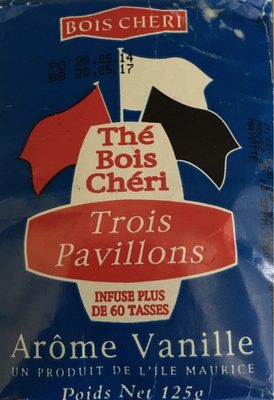 BOIS CHERI
PD 20.05.14
BB 20.05.17
Thé
Bois
Chéri
Trois
Pavillons
INFUSE PLUS
DE 60 TASSES
Arôme Vanille
UN PRODUIT DE L'ILE MAURICE
Poids Net 125g